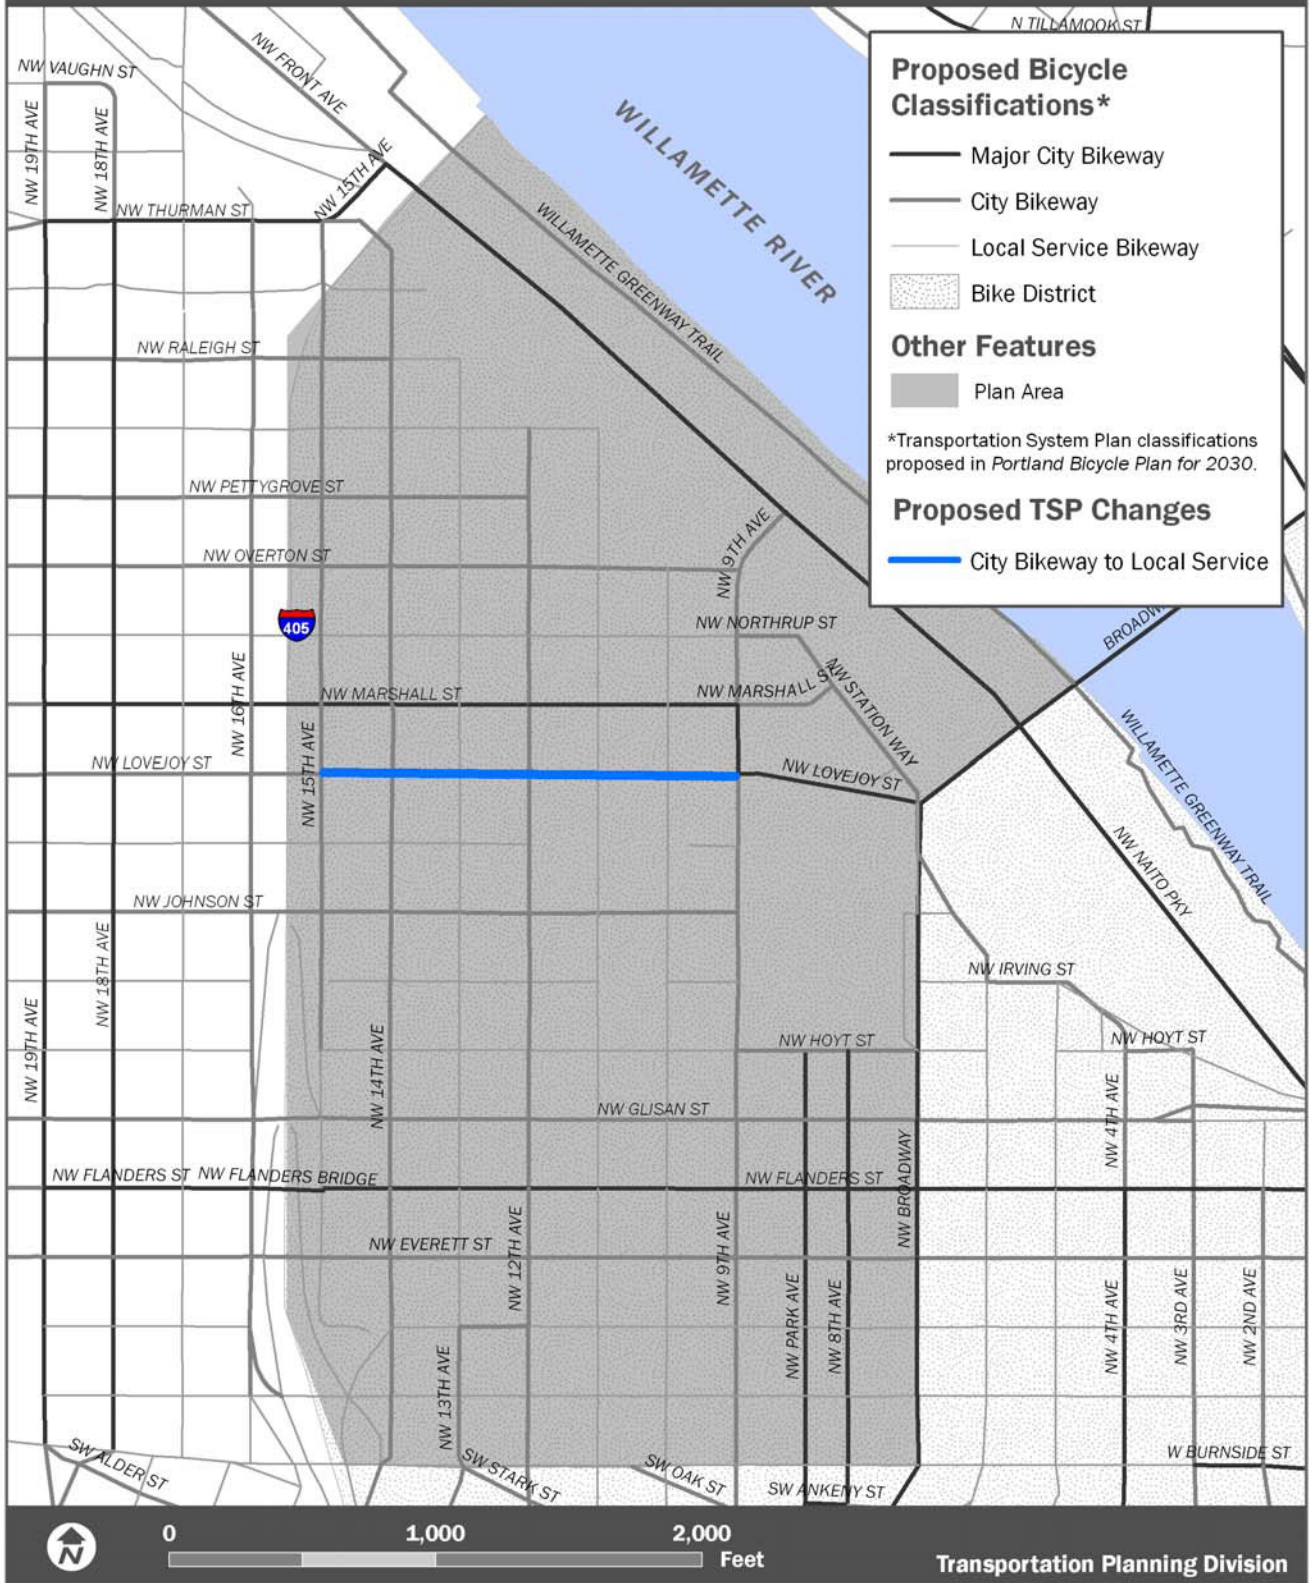 N TILLAMOOK ST
Proposed Bicycle
Classifications*
Major City Bikeway
City Bikeway
Local Service Bikeway
Bike District
Other Features
Plan Area
*Transportation System Plan classifications
proposed in Portland Bicycle Plan for 2030.
Proposed TSP Changes
City Bikeway to Local Service
NW VAUGHN ST
NW FRONT AVE
NW 19TH AVE
NW 18TH AVE
NW 15TH AVE
NW THURMAN ST
WILLAMETTE RIVER
WILLAMETTE GREENWAY TRAIL
NW RALEIGH ST
NW PETTYGROVE ST
NW 9TH AVE
NW OVERTON ST
405
NW NORTHRUP ST
BROADW
NW 16TH AVE
NW MARSHALL ST
NW MARSHALL ST
NW STATION WAY
NW LOVEJOY ST
NW 15TH AVE
NW LOVEJOY ST
WILLAMETTE GREENWAY TRAIL
NW NAITO PKY
NW JOHNSON ST
NW 18TH AVE
NW IRVING ST
NW 19TH AVE
NW 14TH AVE
NW HOYT ST
NW HOYT ST
NW GLISAN ST
NW 4TH AVE
NW BROADWAY
NW FLANDERS ST
NW FLANDERS BRIDGE
NW FLANDERS ST
NW EVERETT ST
NW 12TH AVE
NW 9TH AVE
NW PARK AVE
NW 8TH AVE
NW 4TH AVE
NW 3RD AVE
NW 2ND AVE
NW 13TH AVE
SW ALDER ST
SW STARK ST
SW OAK ST
SW ANKENY ST
W BURNSIDE ST
N
0
1,000
2,000
Feet
Transportation Planning Division